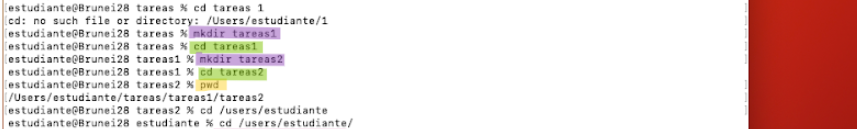 estudiante@Brunei28 tareas % cd tareas 1
cd: no such file or directory: /Users/estudiante/1
estudiante@Brunei28 tareas % mkdir tareas1
estudiante@Brunei28 tareas % cd tareas1
estudiante@Brunei28 tareas1 % mkdir tareas2
estudiante@Brunei28 tareas1 % cd tareas2
estudiante@Brunei28 tareas2 % pwd
/Users/estudiante/tareas/tareas1/tareas2
estudiante@Brunei28 tareas2 % cd /users/estudiante
estudiante@Brunei28 estudiante % cd /users/estudiante/